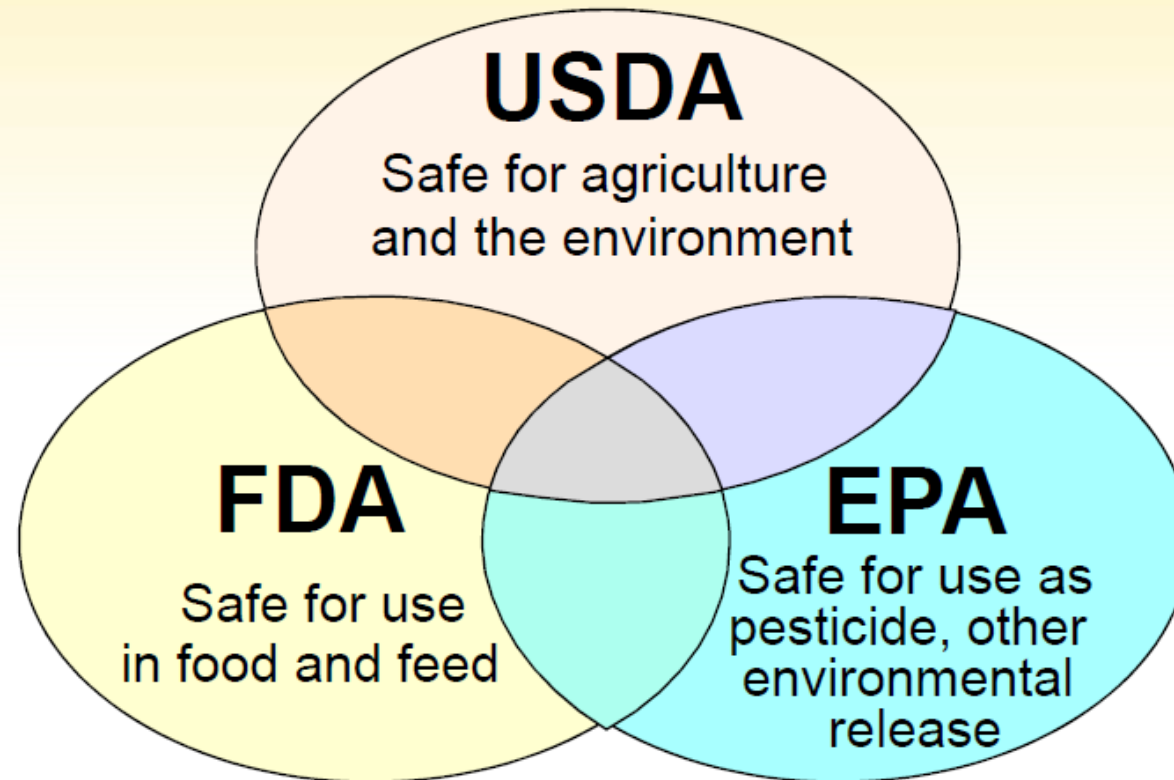 USDA
Safe for agriculture
and the environment
FDA
Safe for use
in food and feed
EPA
Safe for use as
pesticide, other
environmental
release